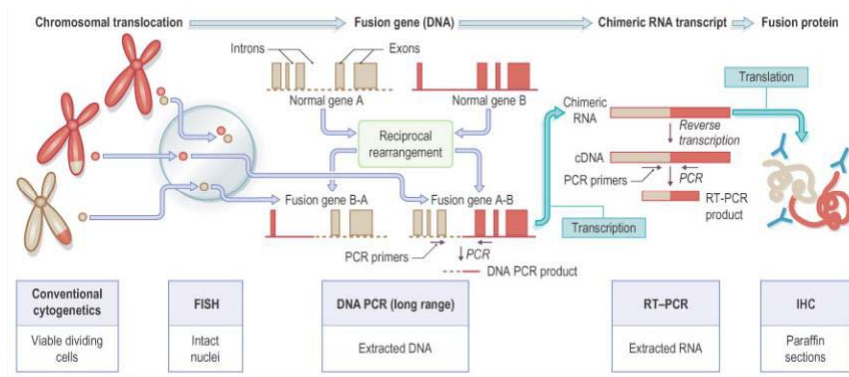 Chromosomal translocation
Fusion gene (DNA)
Chimeric RNA transcript
Fusion protein
Introns
Exons
Normal gene A
Normal gene B
Reciprocal
rearrangement
Fusion gene B-A
Fusion gene A-B
PCR primers
PCR
DNA PCR product
Transcription
Chimeric
RNA
Reverse
transcription
cDNA
PCR primers
PCR
RT-PCR
product
Translation
Conventional
cytogenetics
Viable dividing
cells
FISH
Intact
nuclei
DNA PCR (long range)
Extracted DNA
RT–PCR
Extracted RNA
IHC
Paraffin
sections